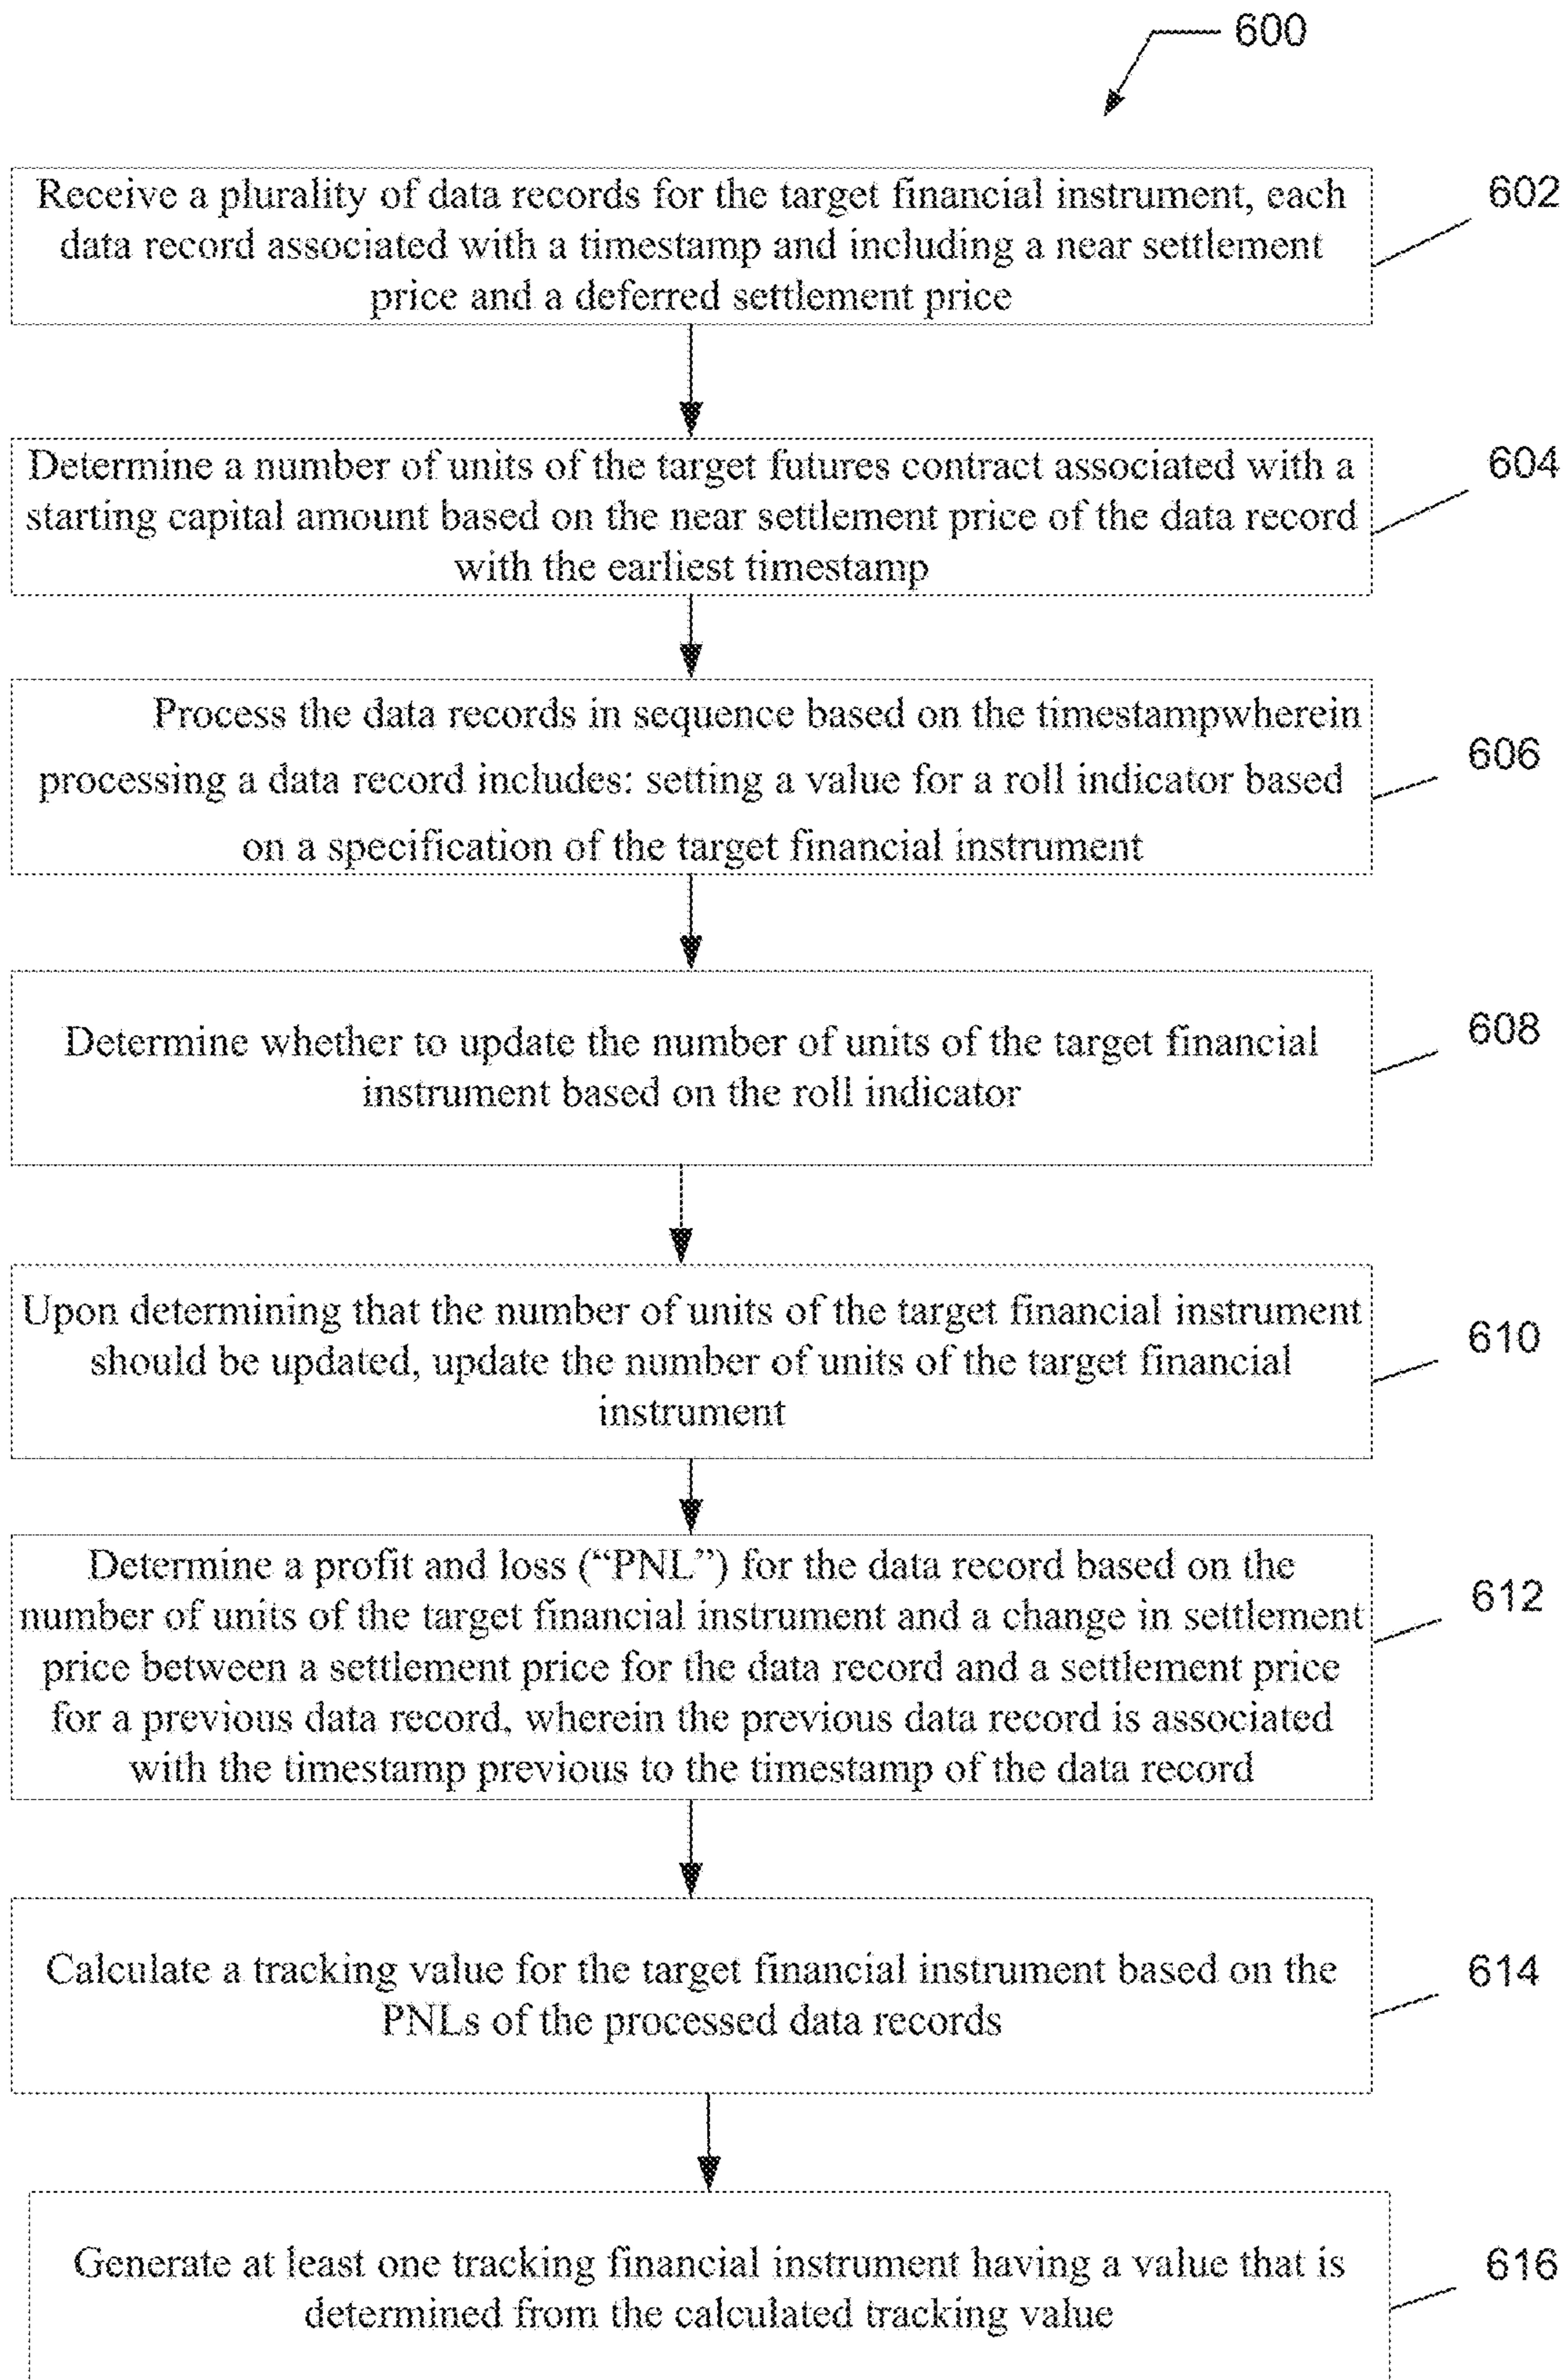 600
Receive a plurality of data records for the target financial instrument, each
data record associated with a timestamp and including a near settlement
price and a deferred settlement price
602
Determine a number of units of the target futures contract associated with a
starting capital amount based on the near settlement price of the data record
with the earliest timestamp
604
Process the data records in sequence based on the timestampwherein
processing a data record includes: setting a value for a roll indicator based
on a specification of the target financial instrument
606
Determine whether to update the number of units of the target financial
instrument based on the roll indicator
608
Upon determining that the number of units of the target financial instrument
should be updated, update the number of units of the target financial
instrument
610
Determine a profit and loss (“PNL”) for the data record based on the
number of units of the target financial instrument and a change in settlement
price between a settlement price for the data record and a settlement price
for a previous data record, wherein the previous data record is associated
with the timestamp previous to the timestamp of the data record
612
Calculate a tracking value for the target financial instrument based on the
PNLs of the processed data records
614
Generate at least one tracking financial instrument having a value that is
determined from the calculated tracking value
616